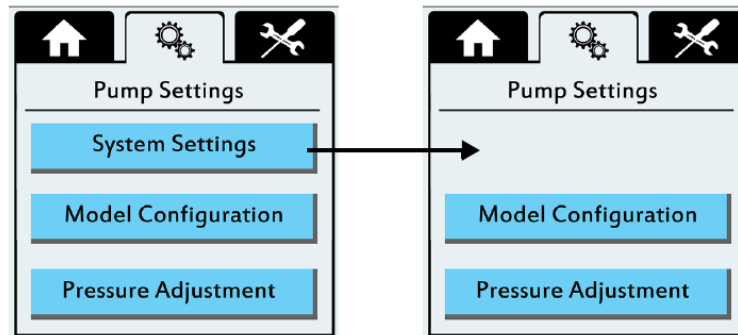 Pump Settings
System Settings
Model Configuration
Pressure Adjustment
Pump Settings
Model Configuration
Pressure Adjustment